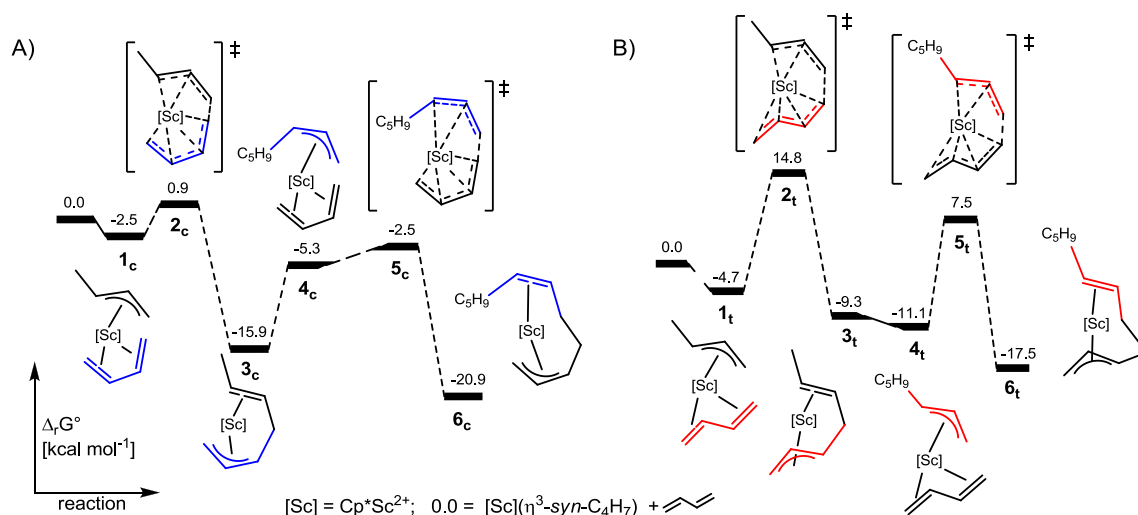 A)
‡
[Sc]
C5H9
[Sc]
C5H9
‡
[Sc]
0.0
-2.5
1c
0.9
2c
-15.9
3c
-5.3
4c
-2.5
5c
-20.9
6c
[Sc]
[Sc]
C5H9
[Sc]
ΔrG°
[kcal mol-1]
reaction
B)
‡
[Sc]
C5H9
‡
[Sc]
0.0
-4.7
1t
14.8
2t
-9.3
3t
-11.1
4t
7.5
5t
-17.5
6t
[Sc]
[Sc]
C5H9
[Sc]
C5H9
[Sc]
[Sc] = Cp*Sc2+; 0.0 = [Sc](η3-syn-C4H7) +